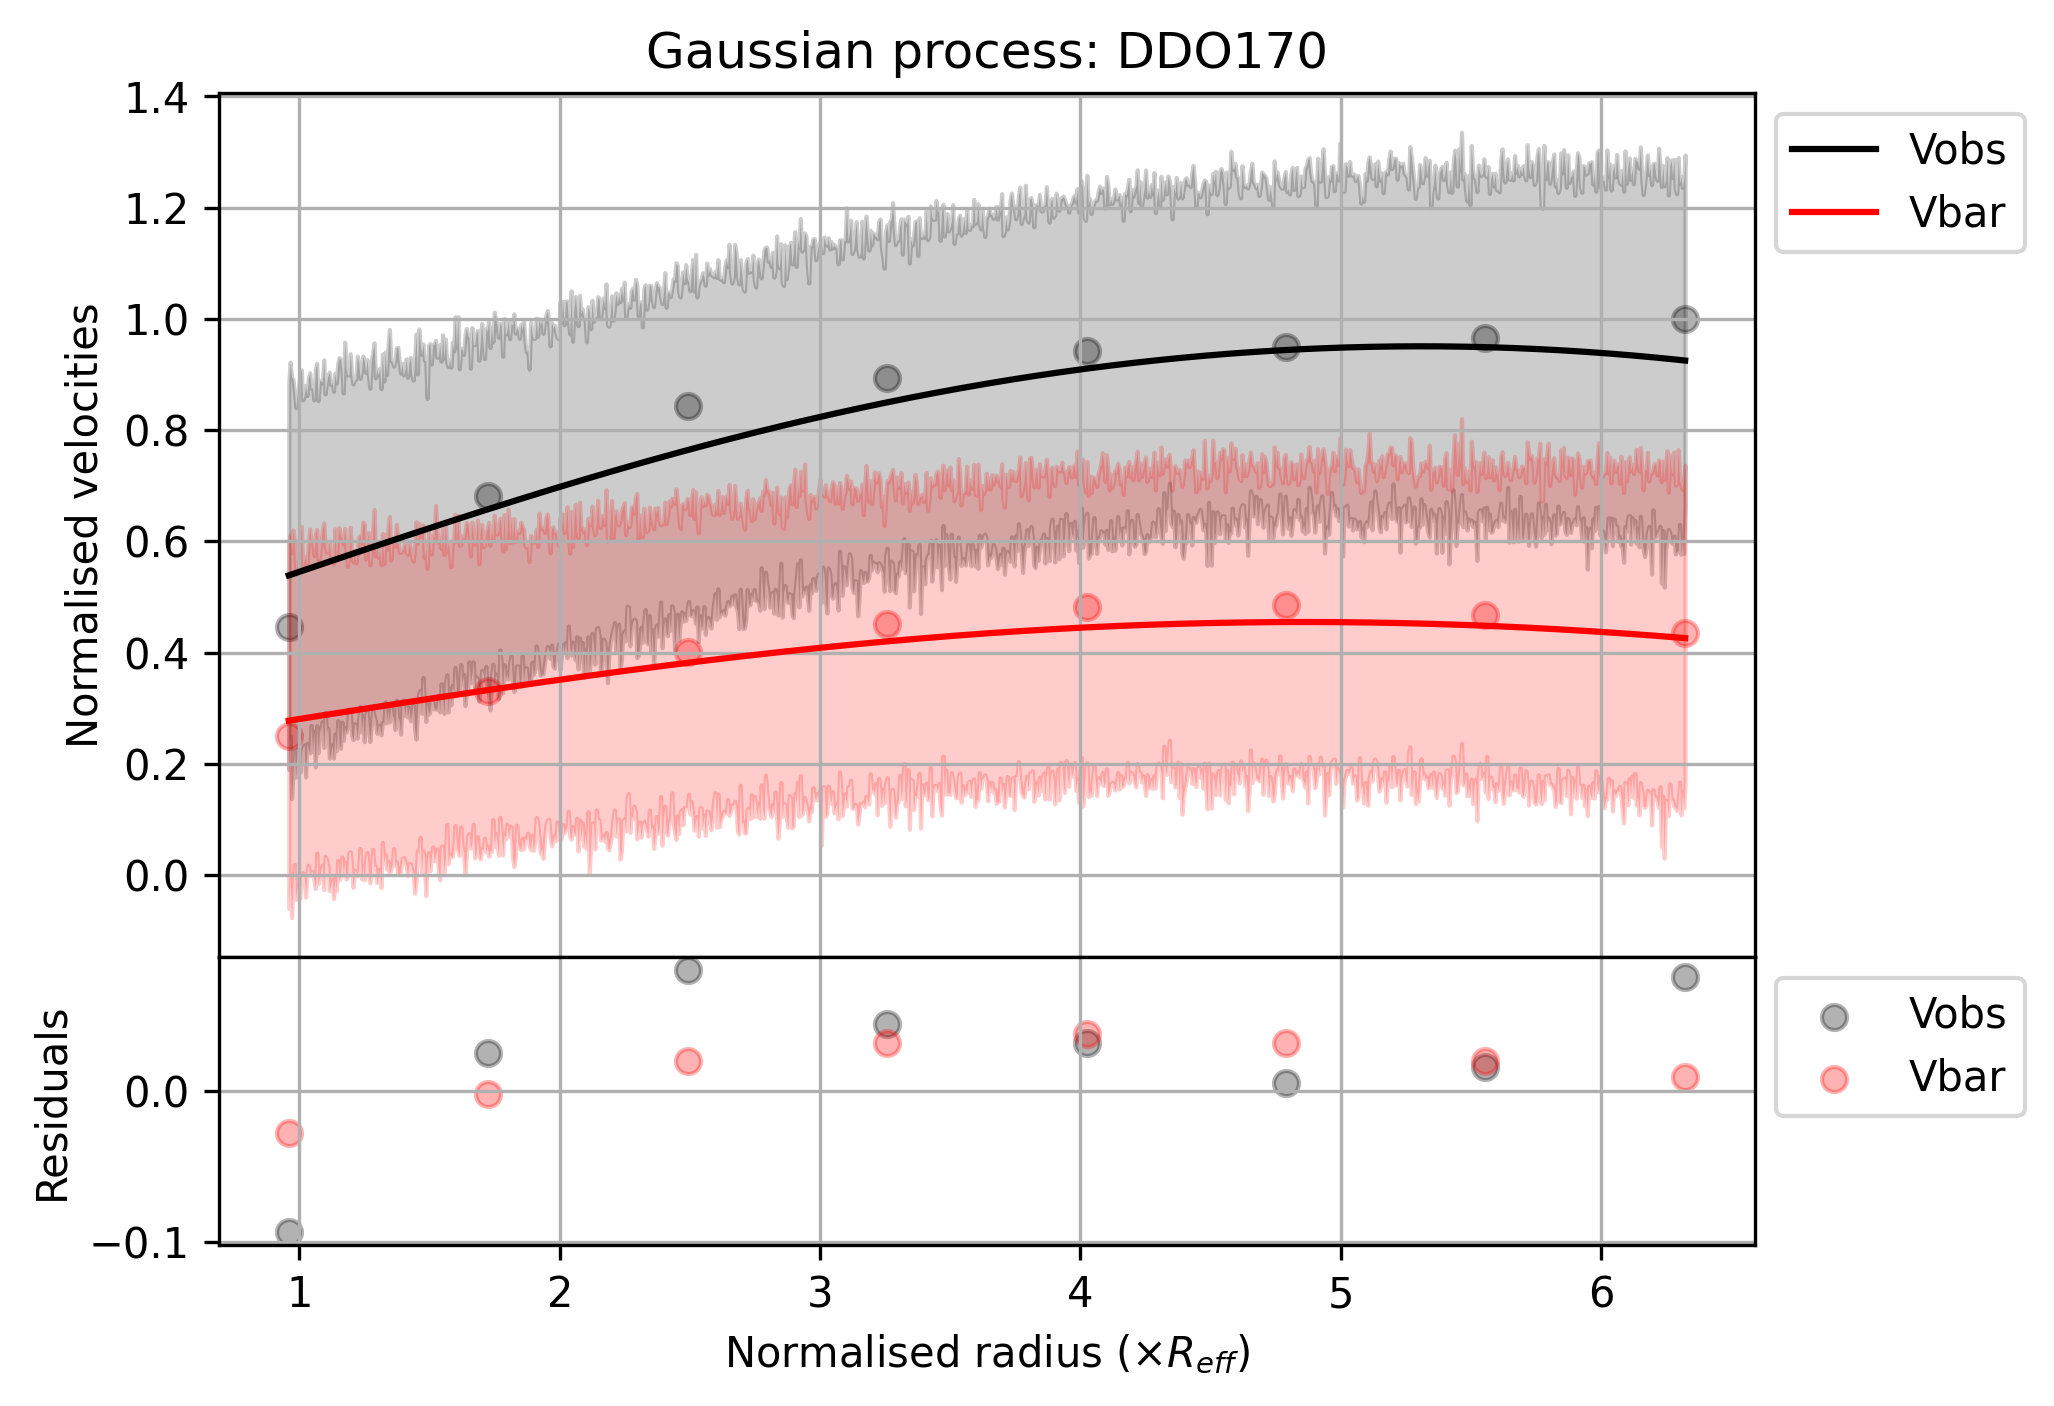 Gaussian process: DDO170
1.4
1.2
1.0
0.8
0.6
0.4
0.2
0.0
Normalised velocities
Vobs
Vbar
0.0
−0.1
Residuals
Vobs
Vbar
1 2 3 4 5 6
Normalised radius (×R_{eff})